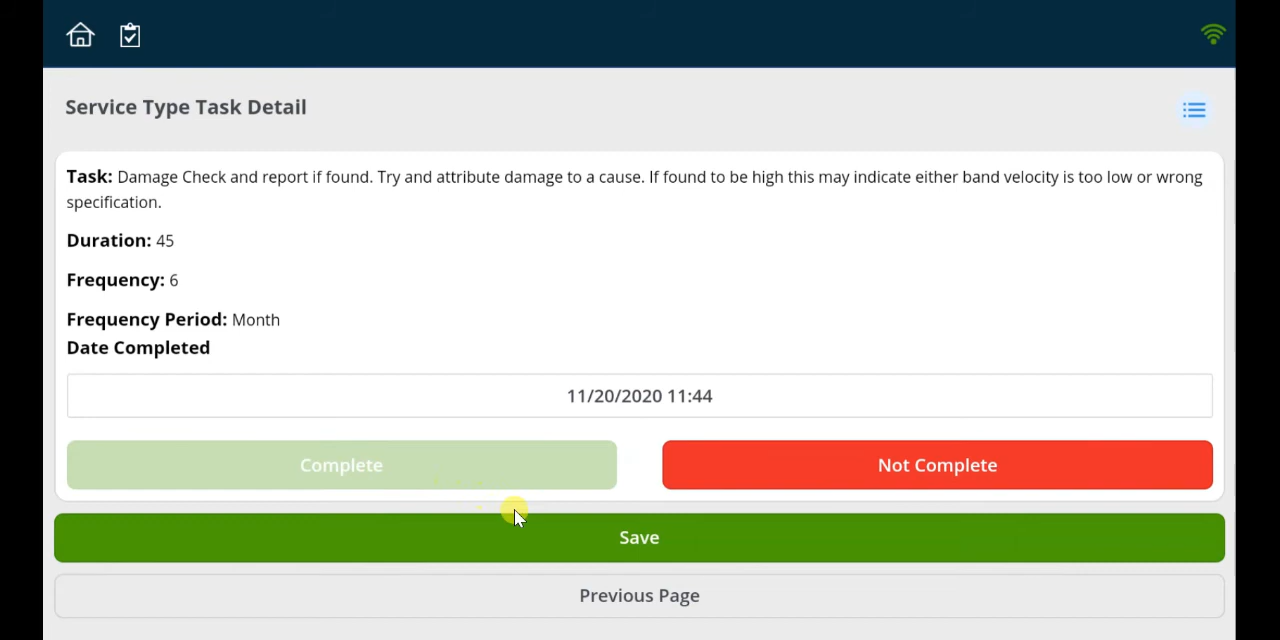 Service Type Task Detail
Task: Damage Check and report if found. Try and attribute damage to a cause. If found to be high this may indicate either band velocity is too low or wrong
specification.
Duration: 45
Frequency: 6
Frequency Period: Month
Date Completed
11/20/2020 11:44
Complete
Not Complete
Save
Previous Page